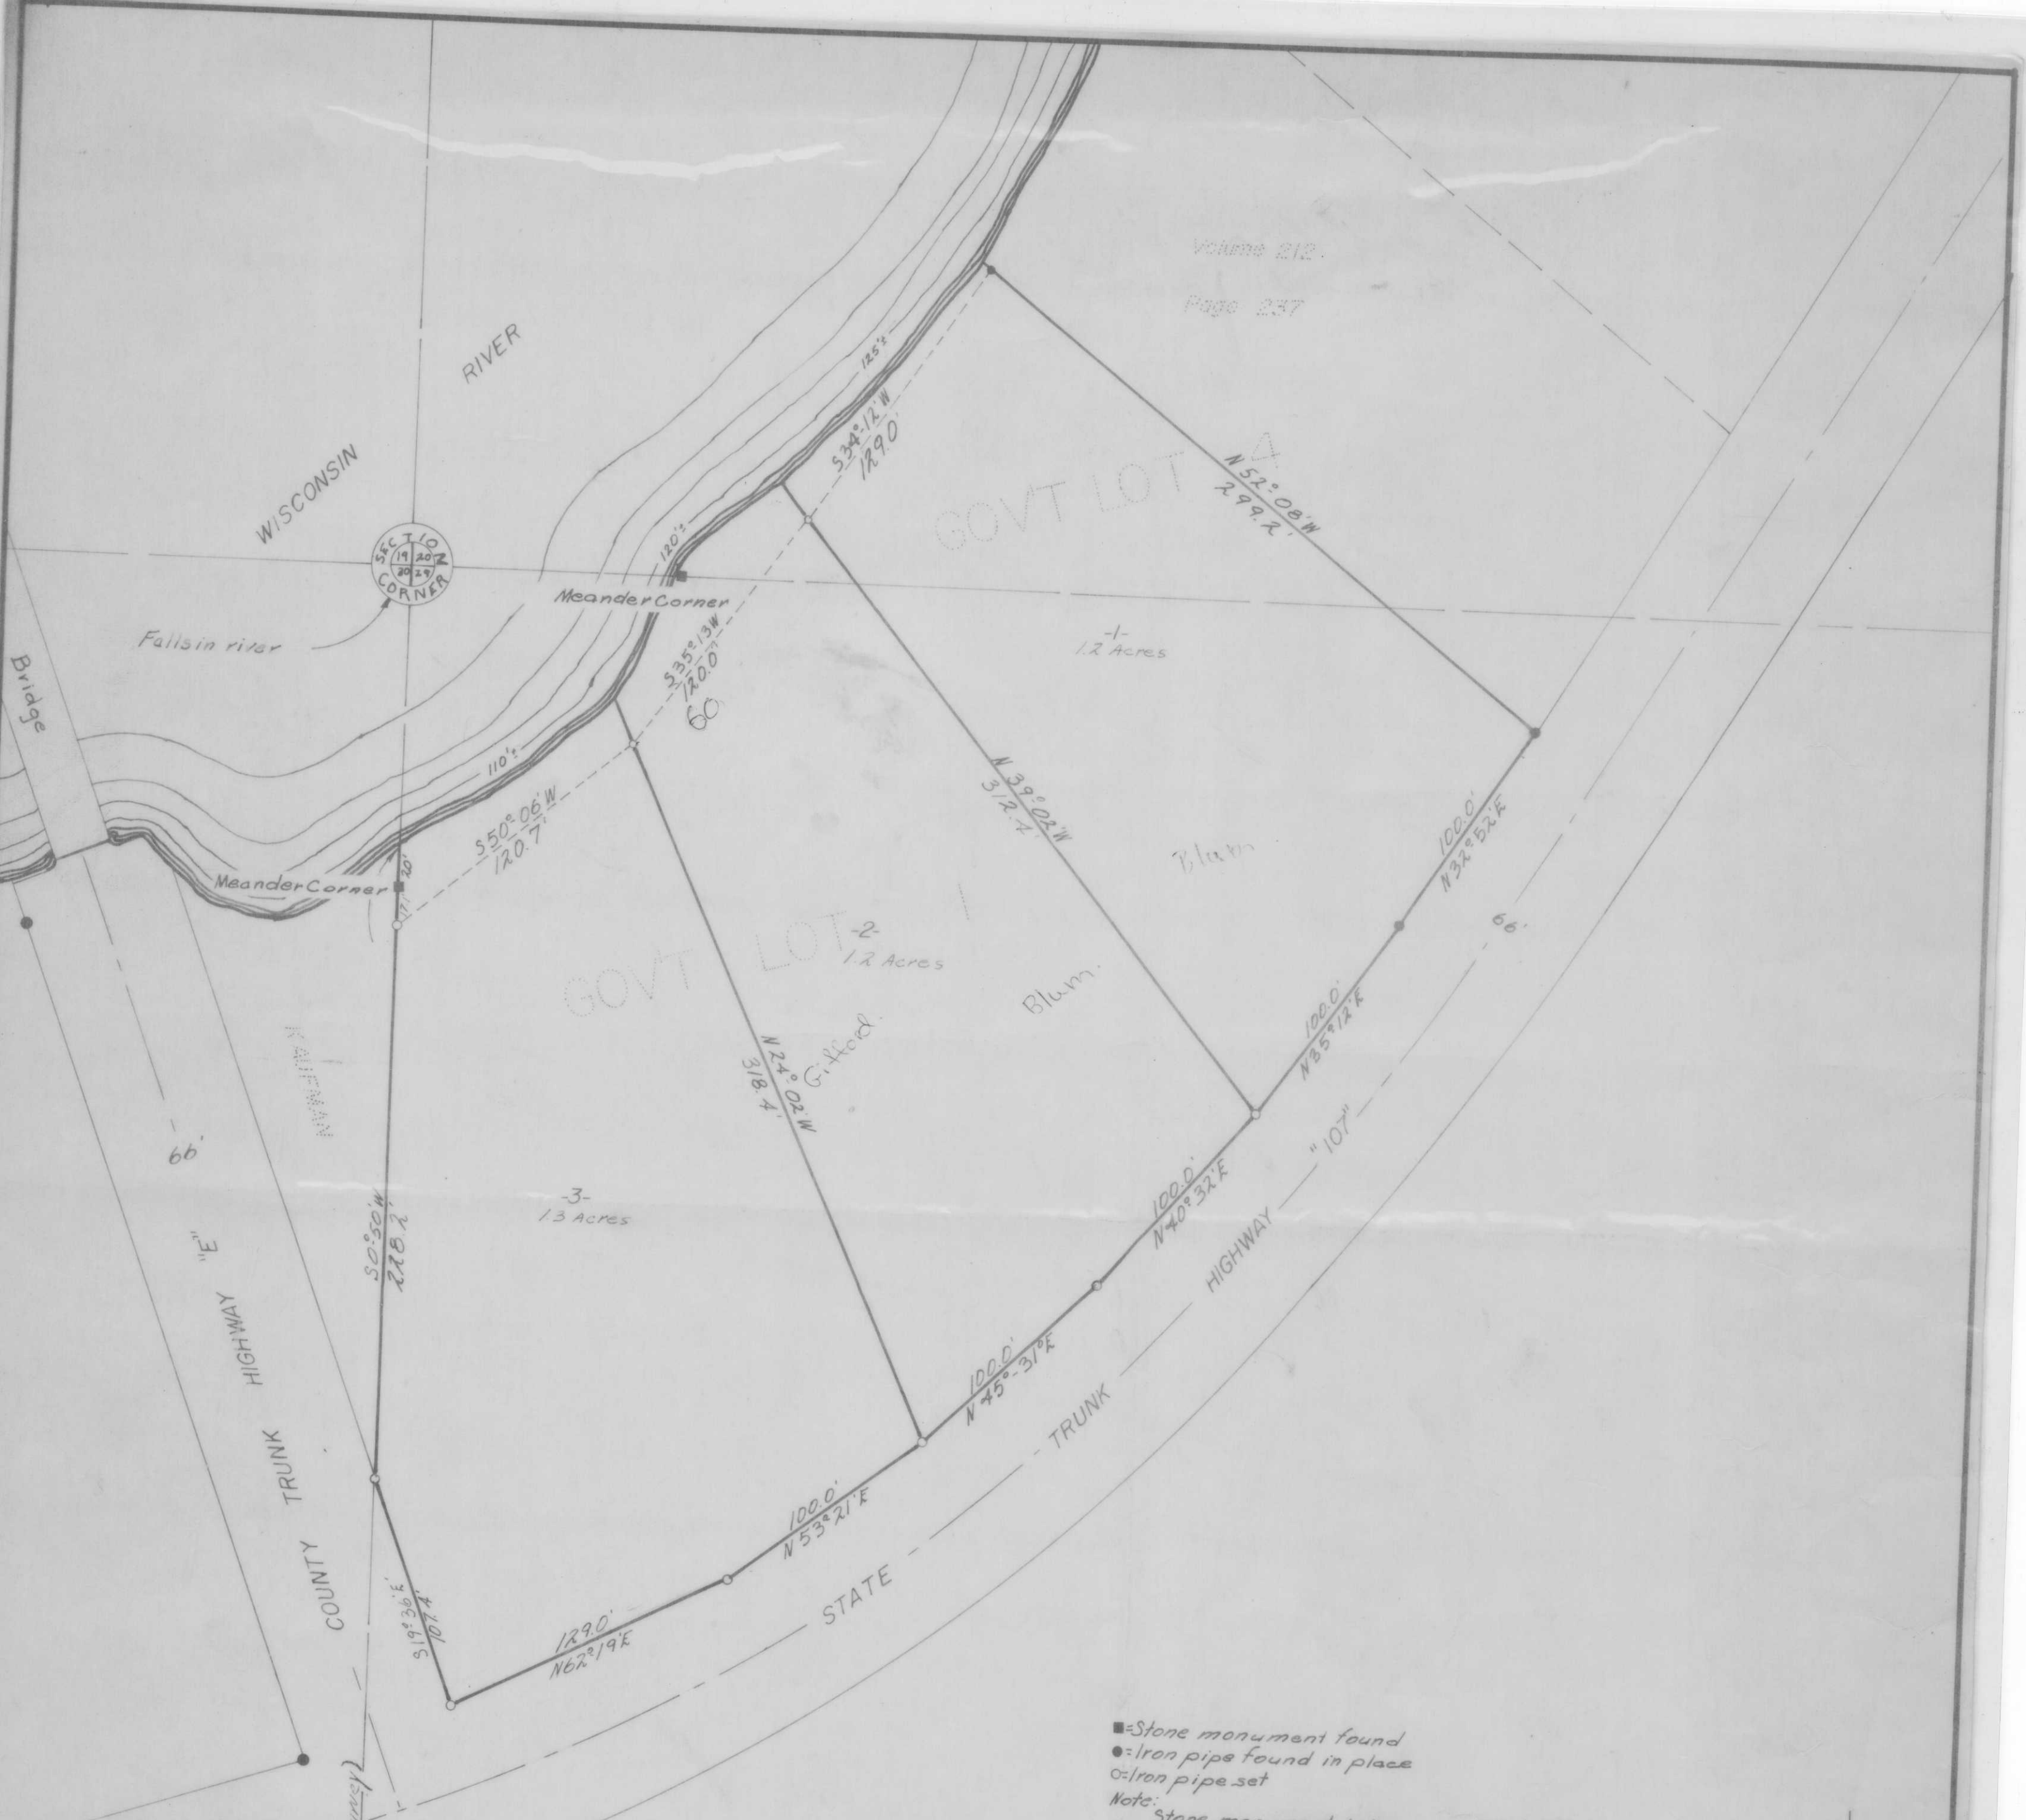 Volume 212
Page 237
RIVER
WISCONSIN
125'±
S34°-12'W
129.0'
GOVT LOT 4
N52°-08'W
299.2'
SECTION
19 20
30 29
CORNER
120'±
Meander Corner
Falls in river
-1-
1.2 Acres
S35°-13'W
120.0'
60
Bridge
110'±
N39°-02'W
312.4'
S50°-06'W
120.7'
100.0'
N32°52'E
Blum
20'
Meander Corner
17'
66'
GOVT LOT 1
-2-
1.2 Acres
Blum
100.0'
N35°12'E
KAUFMAN
N24°-02'W
318.4'
Gifford
66'
"107"
100.0'
N40°32'E
-3-
1.3 Acres
S0°-50'W
228.2'
"E"
HIGHWAY
HIGHWAY
100.0'
N45°-31'E
TRUNK
TRUNK
100.0'
N53°21'E
COUNTY
STATE
S19°36'E
107.4'
129.0'
N62°19'E
■=Stone monument found
●=Iron pipe found in place
○=Iron pipe set
Note: